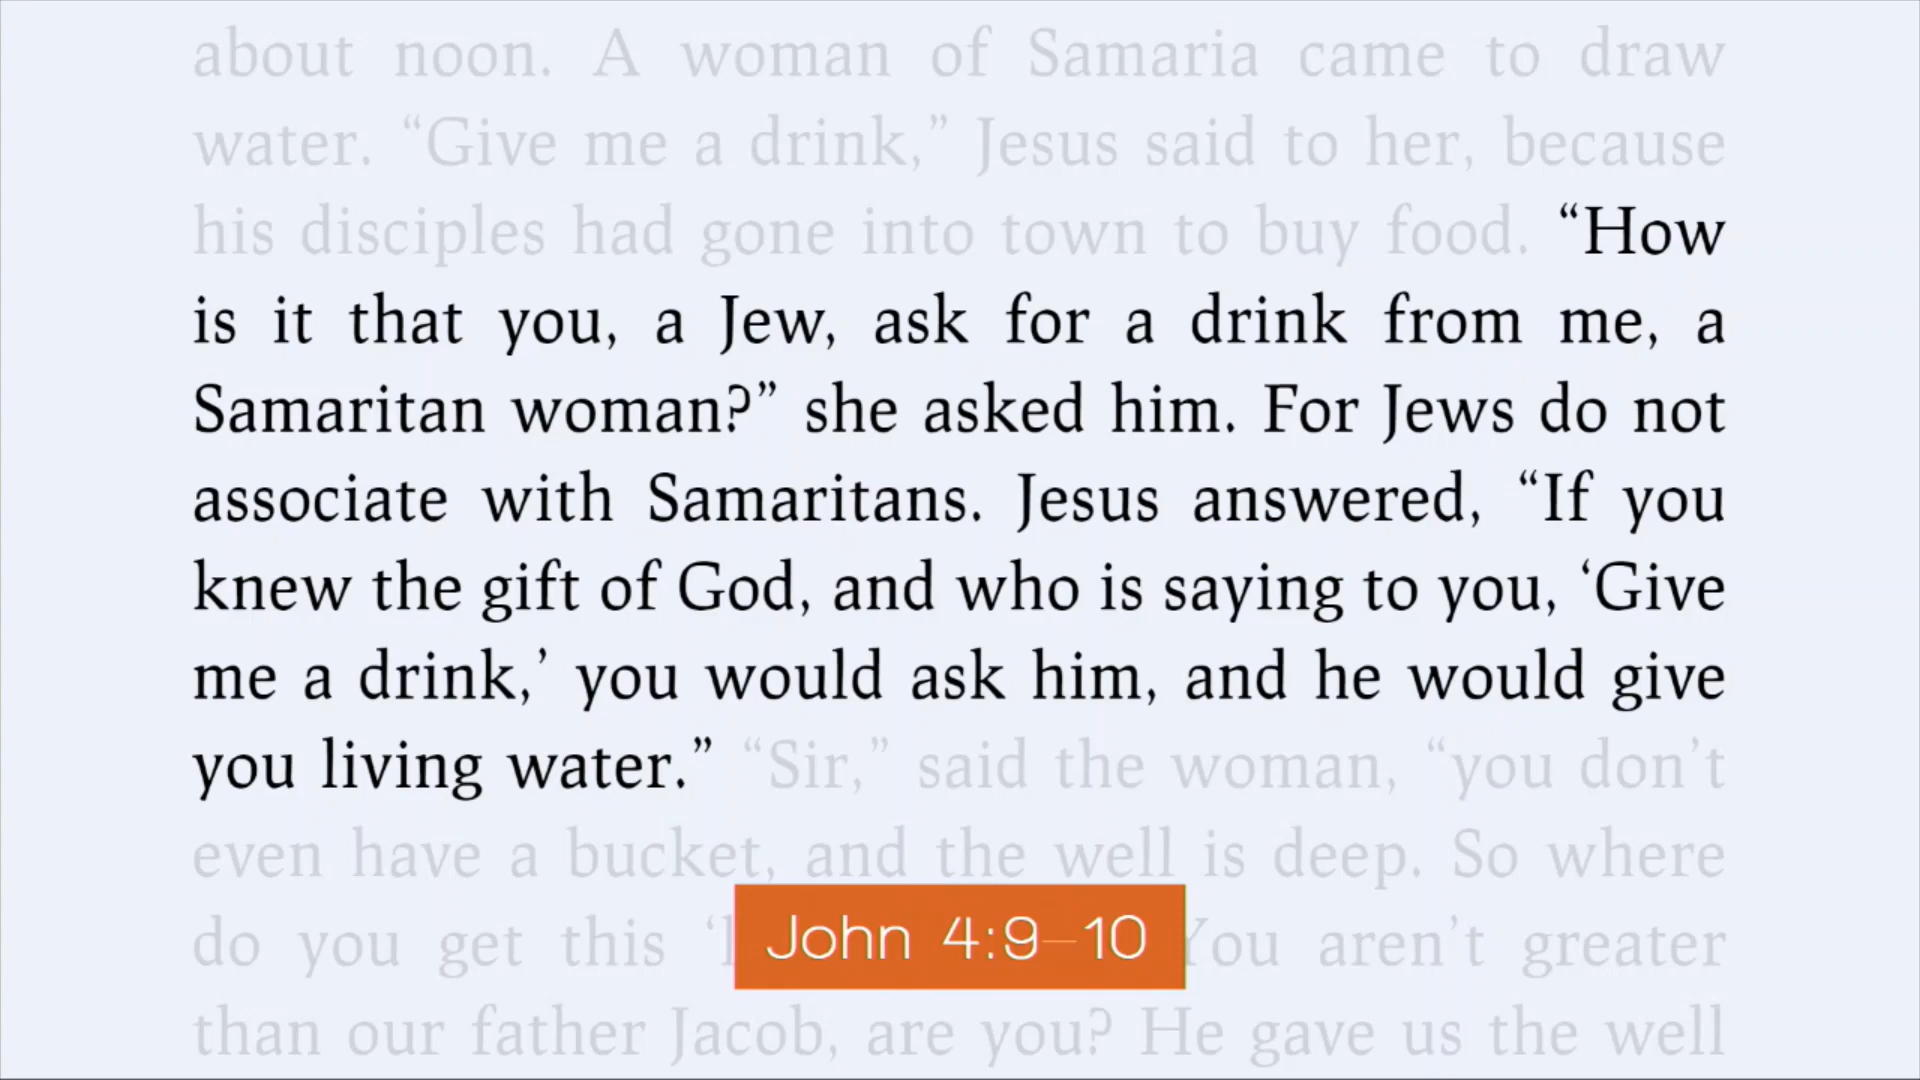 about noon. A woman of Samaria came to draw
water. “Give me a drink,” Jesus said to her, because
his disciples had gone into town to buy food. “How
is it that you, a Jew, ask for a drink from me, a
Samaritan woman?” she asked him. For Jews do not
associate with Samaritans. Jesus answered, “If you
knew the gift of God, and who is saying to you, ‘Give
me a drink,’ you would ask him, and he would give
you living water.” “Sir,” said the woman, “you don’t
even have a bucket, and the well is deep. So where
do you get this You aren’t greater
John 4:9–10
than our father Jacob, are you? He gave us the well